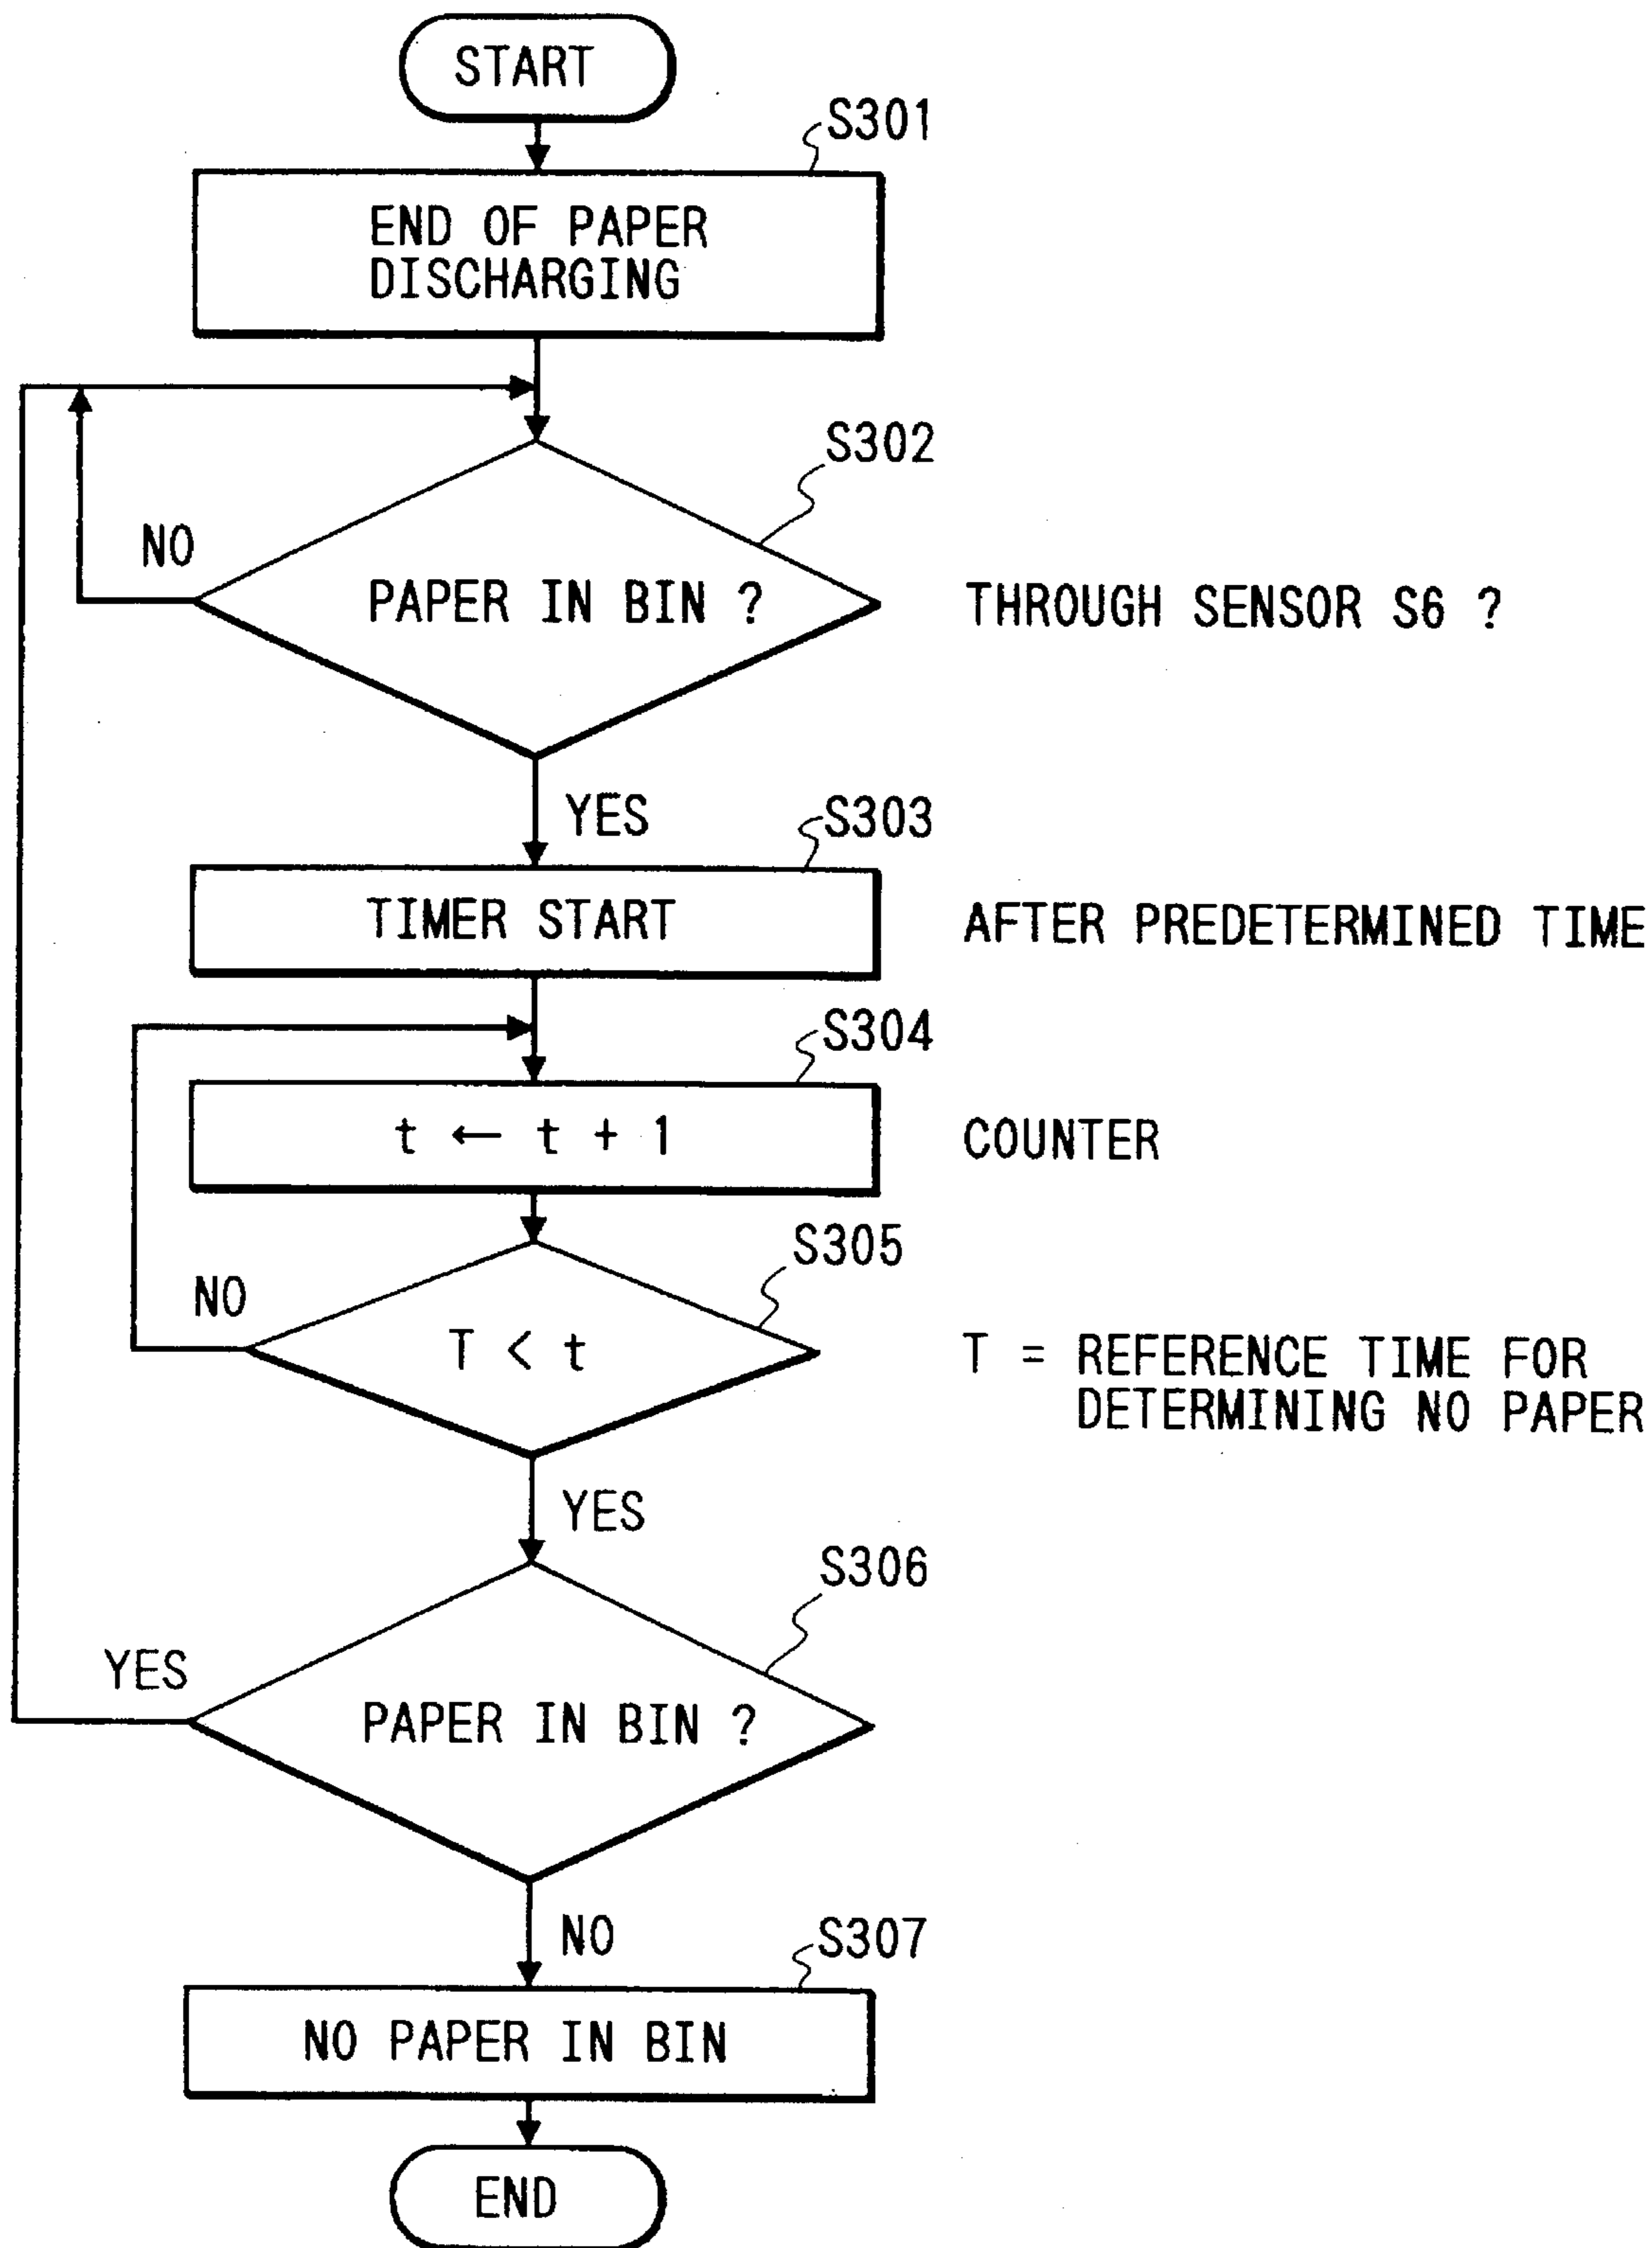 START
S301
END OF PAPER
DISCHARGING
S302
NO
PAPER IN BIN ?
THROUGH SENSOR S6 ?
YES
S303
TIMER START
AFTER PREDETERMINED TIME
S304
t ← t + 1
COUNTER
S305
NO
T < t
T = REFERENCE TIME FOR
DETERMINING NO PAPER
YES
S306
YES
PAPER IN BIN ?
NO
S307
NO PAPER IN BIN
END